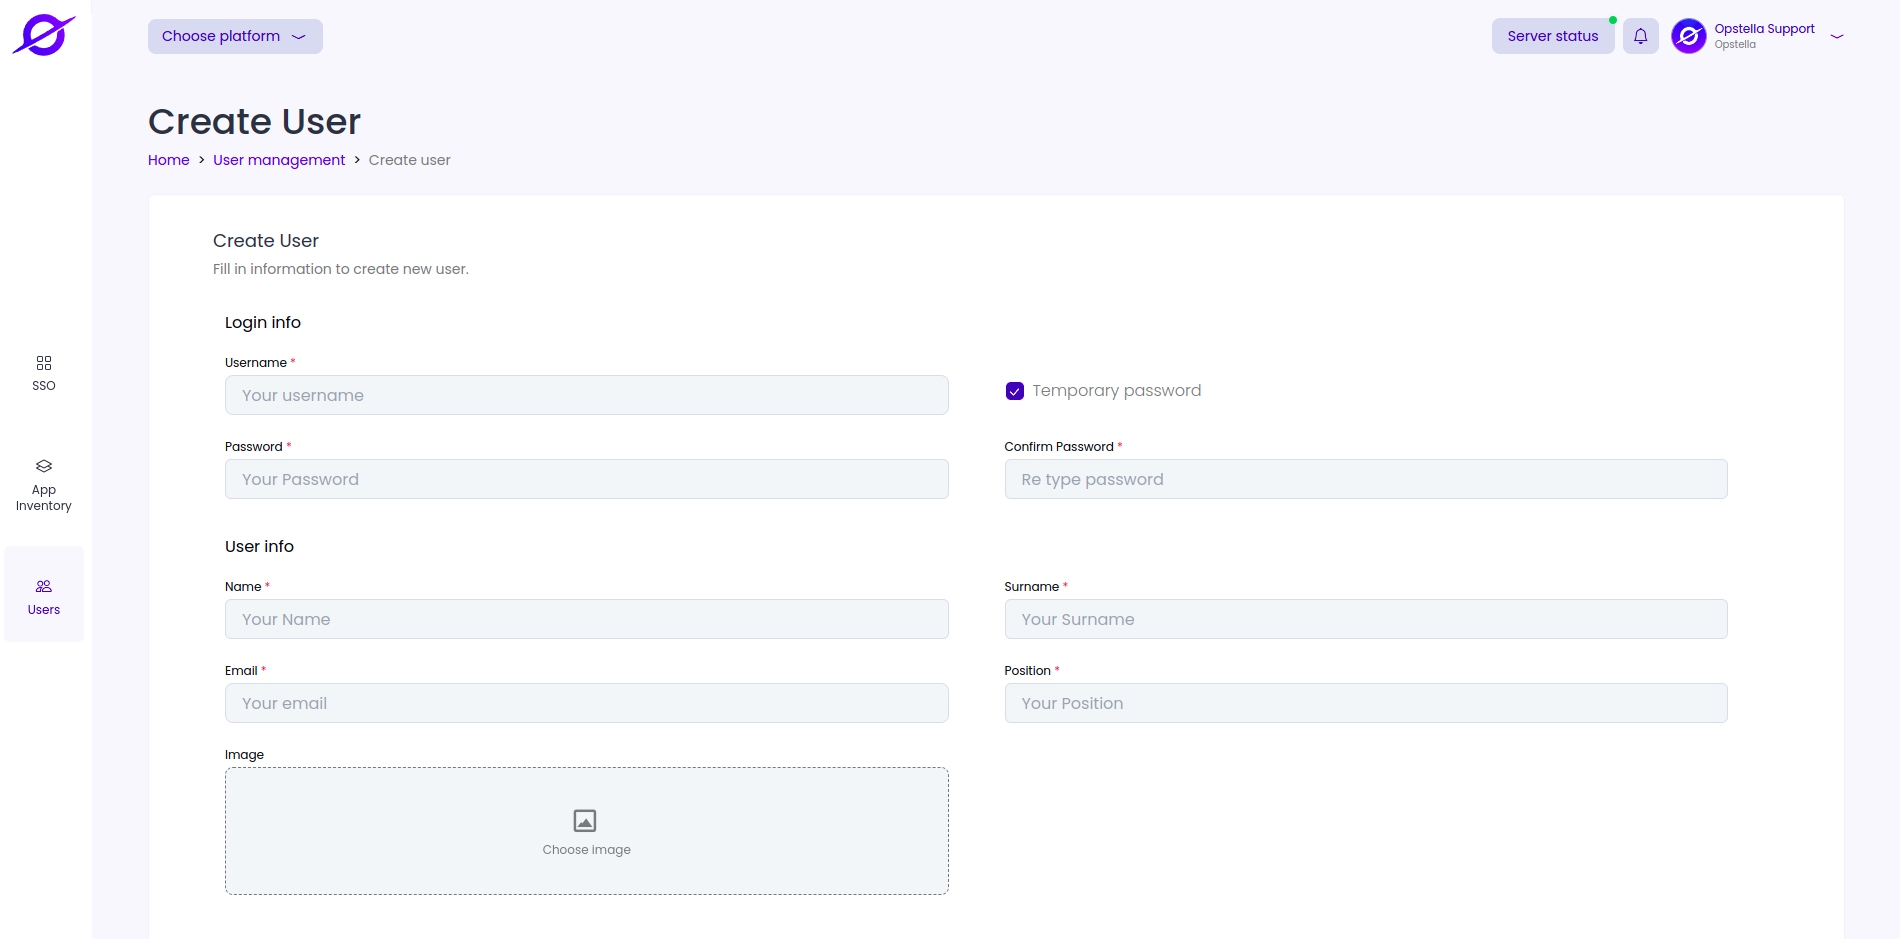 Choose platform
Server status
Opstella Support
Opstella
Create User
Home > User management > Create user
SSO
App
Inventory
Users
Create User
Fill in information to create new user.
Login info
Username *
Your username
Temporary password
Password *
Your Password
Confirm Password *
Re type password
User info
Name *
Your Name
Surname *
Your Surname
Email *
Your email
Position *
Your Position
Image
Choose image